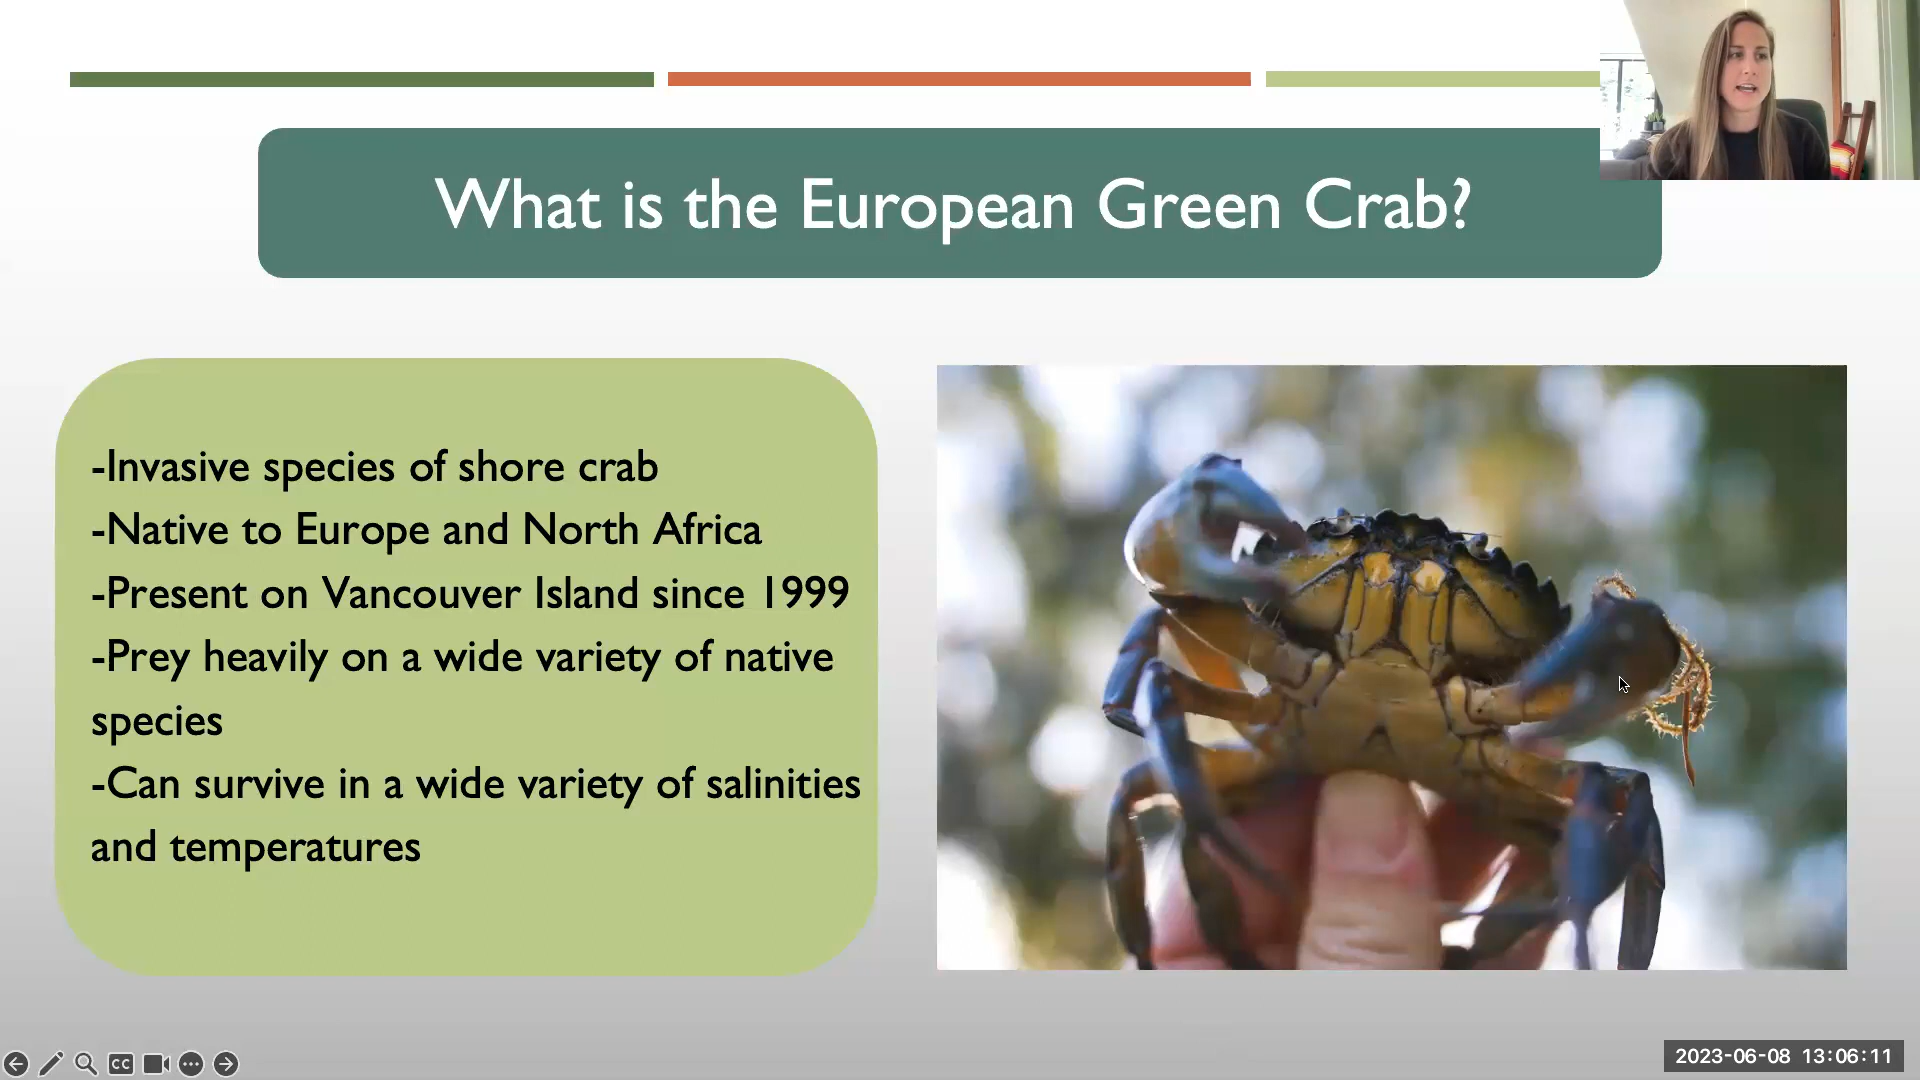 What is the European Green Crab?
-Invasive species of shore crab
-Native to Europe and North Africa
-Present on Vancouver Island since 1999
-Prey heavily on a wide variety of native
species
-Can survive in a wide variety of salinities
and temperatures
CC
2023-06-08 13:06:11